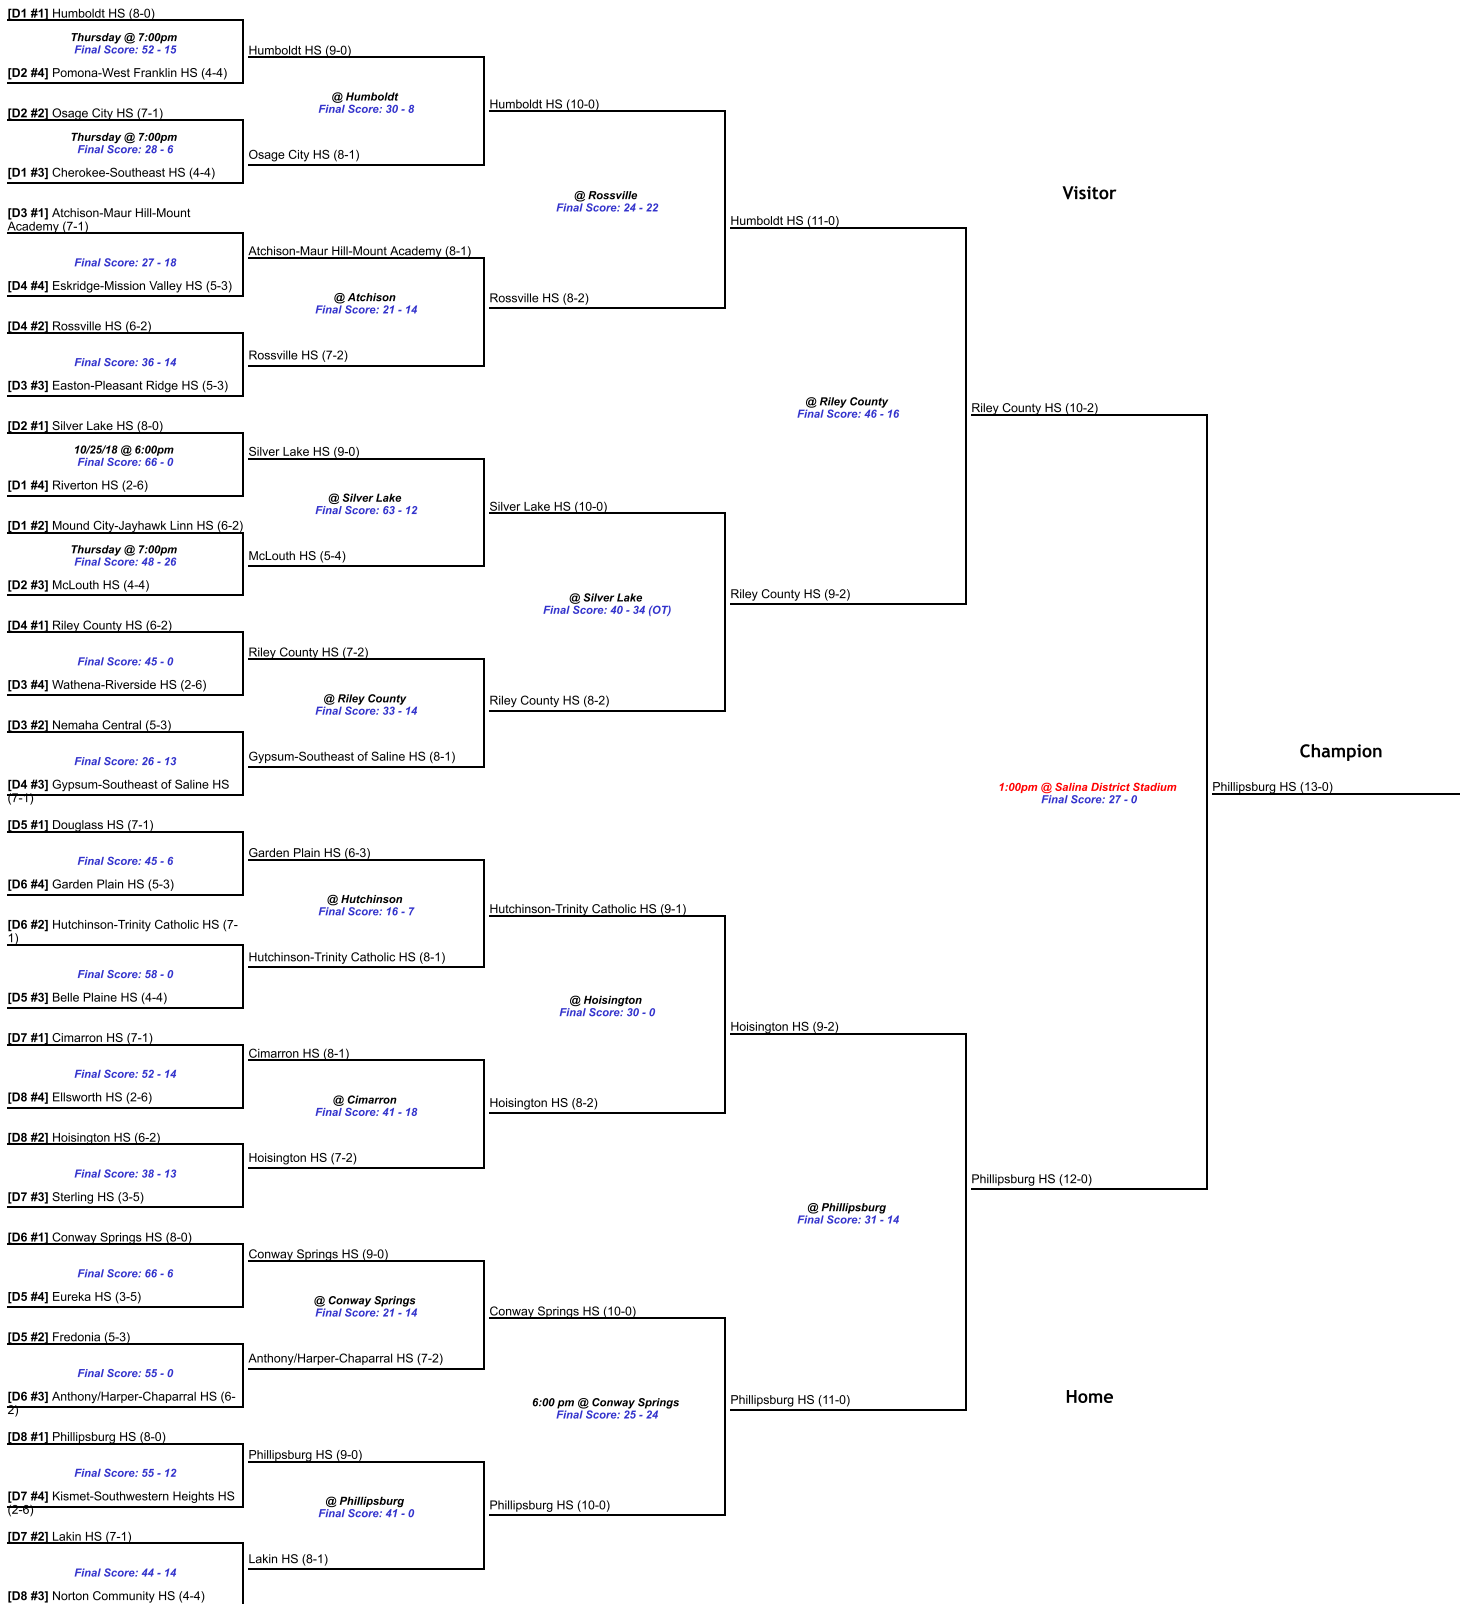 [D1 #1] Humboldt HS (8-0)
Thursday @ 7:00pm
Final Score: 52 - 15
[D2 #4] Pomona-West Franklin HS (4-4)
[D2 #2] Osage City HS (7-1)
Thursday @ 7:00pm
Final Score: 28 - 6
[D1 #3] Cherokee-Southeast HS (4-4)
[D3 #1] Atchison-Maur Hill-Mount
Academy (7-1)
Final Score: 27 - 18
[D4 #4] Eskridge-Mission Valley HS (5-3)
[D4 #2] Rossville HS (6-2)
Final Score: 36 - 14
[D3 #3] Easton-Pleasant Ridge HS (5-3)
[D2 #1] Silver Lake HS (8-0)
10/25/18 @ 6:00pm
Final Score: 66 - 0
[D1 #4] Riverton HS (2-6)
[D1 #2] Mound City-Jayhawk Linn HS (6-2)
Thursday @ 7:00pm
Final Score: 48 - 26
[D2 #3] McLouth HS (4-4)
[D4 #1] Riley County HS (6-2)
Final Score: 45 - 0
[D3 #4] Wathena-Riverside HS (2-6)
[D3 #2] Nemaha Central (5-3)
Final Score: 26 - 13
[D4 #3] Gypsum-Southeast of Saline HS
(7-1)
[D5 #1] Douglass HS (7-1)
Final Score: 45 - 6
[D6 #4] Garden Plain HS (5-3)
[D6 #2] Hutchinson-Trinity Catholic HS (7-
1)
Final Score: 58 - 0
[D5 #3] Belle Plaine HS (4-4)
[D7 #1] Cimarron HS (7-1)
Final Score: 52 - 14
[D8 #4] Ellsworth HS (2-6)
[D8 #2] Hoisington HS (6-2)
Final Score: 38 - 13
[D7 #3] Sterling HS (3-5)
[D6 #1] Conway Springs HS (8-0)
Final Score: 66 - 6
[D5 #4] Eureka HS (3-5)
[D5 #2] Fredonia (5-3)
Final Score: 55 - 0
[D6 #3] Anthony/Harper-Chaparral HS (6-
2)
[D8 #1] Phillipsburg HS (8-0)
Final Score: 55 - 12
[D7 #4] Kismet-Southwestern Heights HS
(2-6)
[D7 #2] Lakin HS (7-1)
Final Score: 44 - 14
[D8 #3] Norton Community HS (4-4)
Humboldt HS (9-0)
@ Humboldt
Final Score: 30 - 8
Osage City HS (8-1)
Atchison-Maur Hill-Mount Academy (8-1)
@ Atchison
Final Score: 21 - 14
Rossville HS (7-2)
Silver Lake HS (9-0)
@ Silver Lake
Final Score: 63 - 12
McLouth HS (5-4)
Riley County HS (7-2)
@ Riley County
Final Score: 33 - 14
Gypsum-Southeast of Saline HS (8-1)
Garden Plain HS (6-3)
@ Hutchinson
Final Score: 16 - 7
Hutchinson-Trinity Catholic HS (8-1)
Cimarron HS (8-1)
@ Cimarron
Final Score: 41 - 18
Hoisington HS (7-2)
Conway Springs HS (9-0)
@ Conway Springs
Final Score: 21 - 14
Anthony/Harper-Chaparral HS (7-2)
Phillipsburg HS (9-0)
@ Phillipsburg
Final Score: 41 - 0
Lakin HS (8-1)
Humboldt HS (10-0)
@ Rossville
Final Score: 24 - 22
Rossville HS (8-2)
Silver Lake HS (10-0)
@ Silver Lake
Final Score: 40 - 34 (OT)
Riley County HS (8-2)
Hutchinson-Trinity Catholic HS (9-1)
@ Hoisington
Final Score: 30 - 0
Hoisington HS (8-2)
Conway Springs HS (10-0)
6:00 pm @ Conway Springs
Final Score: 25 - 24
Phillipsburg HS (10-0)
Humboldt HS (11-0)
@ Riley County
Final Score: 46 - 16
Riley County HS (9-2)
Hoisington HS (9-2)
@ Phillipsburg
Final Score: 31 - 14
Phillipsburg HS (11-0)
Visitor
Riley County HS (10-2)
1:00pm @ Salina District Stadium
Final Score: 27 - 0
Phillipsburg HS (12-0)
Home
Champion
Phillipsburg HS (13-0)